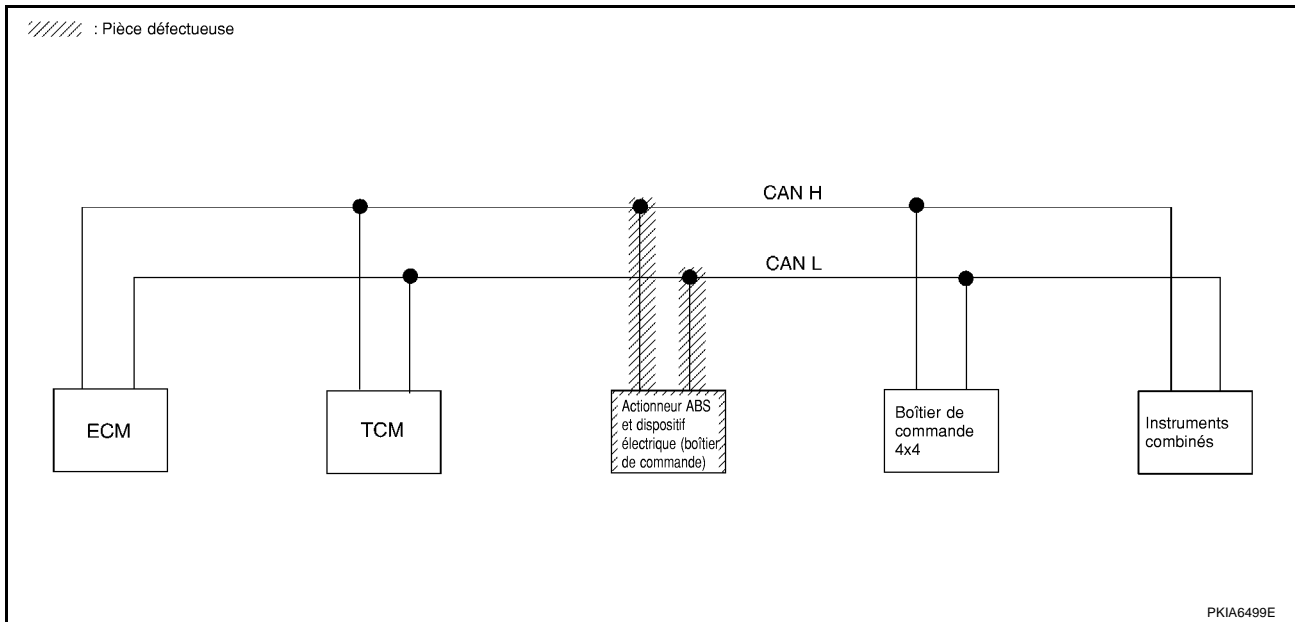 : Pièce défectueuse
CAN H
CAN L
ECM
TCM
Actionneur ABS
et dispositif
électrique (boîtier
de commande)
Boîtier de
commande
4x4
Instruments
combinés
PKIA6499E